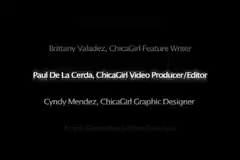 Brittany Valadez, ChicaGirl Feature Writer
Paul De La Cerda, ChicaGirl Video Producer/Editor
Cyndy Mendez, ChicaGirl Graphic Designer